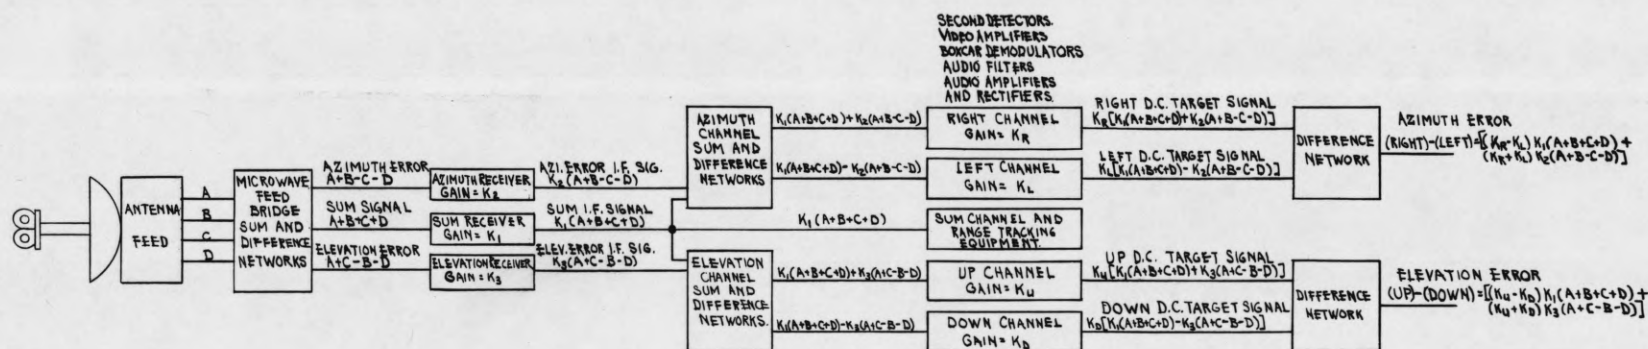 ANTENNA
FEED
A
B
C
D
MICROWAVE
FEED
BRIDGE
SUM AND
DIFFERENCE
NETWORKS
AZIMUTH ERROR
A+B-C-D
SUM SIGNAL
A+B+C+D
ELEVATION ERROR
A+C-B-D
AZIMUTH RECEIVER
GAIN=K2
SUM RECEIVER
GAIN=K1
ELEVATION RECEIVER
GAIN=K3
AZI. ERROR I.F. SIG.
K2(A+B-C-D)
SUM I.F. SIGNAL
K1(A+B+C+D)
ELEV. ERROR I.F. SIG.
K3(A+C-B-D)
AZIMUTH
CHANNEL
SUM AND
DIFFERENCE
NETWORKS
ELEVATION
CHANNEL
SUM AND
DIFFERENCE
NETWORKS.
K1(A+B+C+D)+K2(A+B-C-D)
K1(A+B+C+D)-K2(A+B-C-D)
K1(A+B+C+D)
K1(A+B+C+D)+K3(A+C-B-D)
K1(A+B+C+D)-K3(A+C-B-D)
SECOND DETECTORS.
VIDEO AMPLIFIERS
BOXCAR DEMODULATORS
AUDIO FILTERS
AUDIO AMPLIFIERS
AND RECTIFIERS.
RIGHT CHANNEL
GAIN=KR
LEFT CHANNEL
GAIN=KL
SUM CHANNEL AND
RANGE TRACKING
EQUIPMENT.
UP CHANNEL
GAIN=KU
DOWN CHANNEL
GAIN=KD
RIGHT D.C. TARGET SIGNAL
KR[K1(A+B+C+D)+K2(A+B-C-D)]
LEFT D.C. TARGET SIGNAL
KL[K1(A+B+C+D)-K2(A+B-C-D)]
UP D.C. TARGET SIGNAL
KU[K1(A+B+C+D)+K3(A+C-B-D)]
DOWN D.C. TARGET SIGNAL
KD[K1(A+B+C+D)-K3(A+C-B-D)]
DIFFERENCE
NETWORK
DIFFERENCE
NETWORK
AZIMUTH ERROR
(RIGHT)-(LEFT)=[(KR-KL)K1(A+B+C+D)+
(KR+KL)K2(A+B-C-D)]
ELEVATION ERROR
(UP)-(DOWN)=[(KU-KD)K1(A+B+C+D)+
(KU+KD)K3(A+C-B-D)]